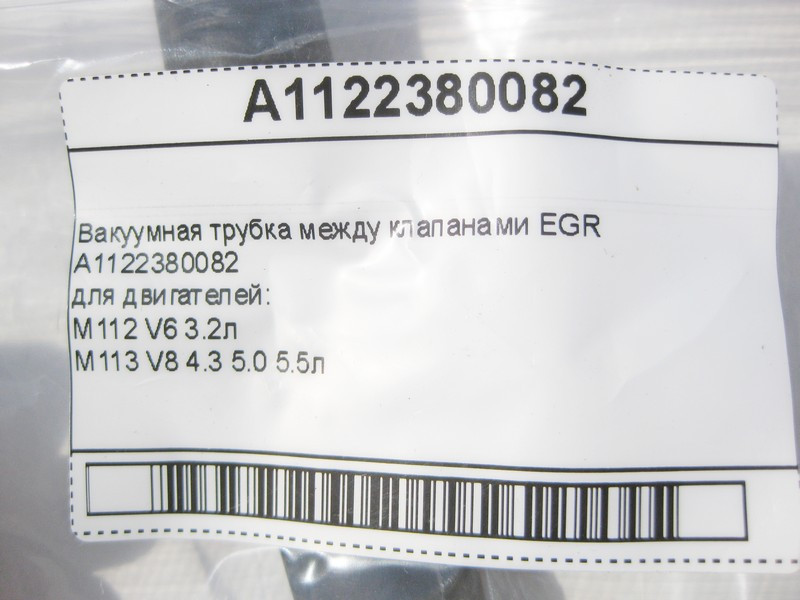 A1122380082
Вакуумная трубка между клапанами EGR
A1122380082
для двигателей:
M112 V6 3.2л
M113 V8 4.3 5.0 5.5л